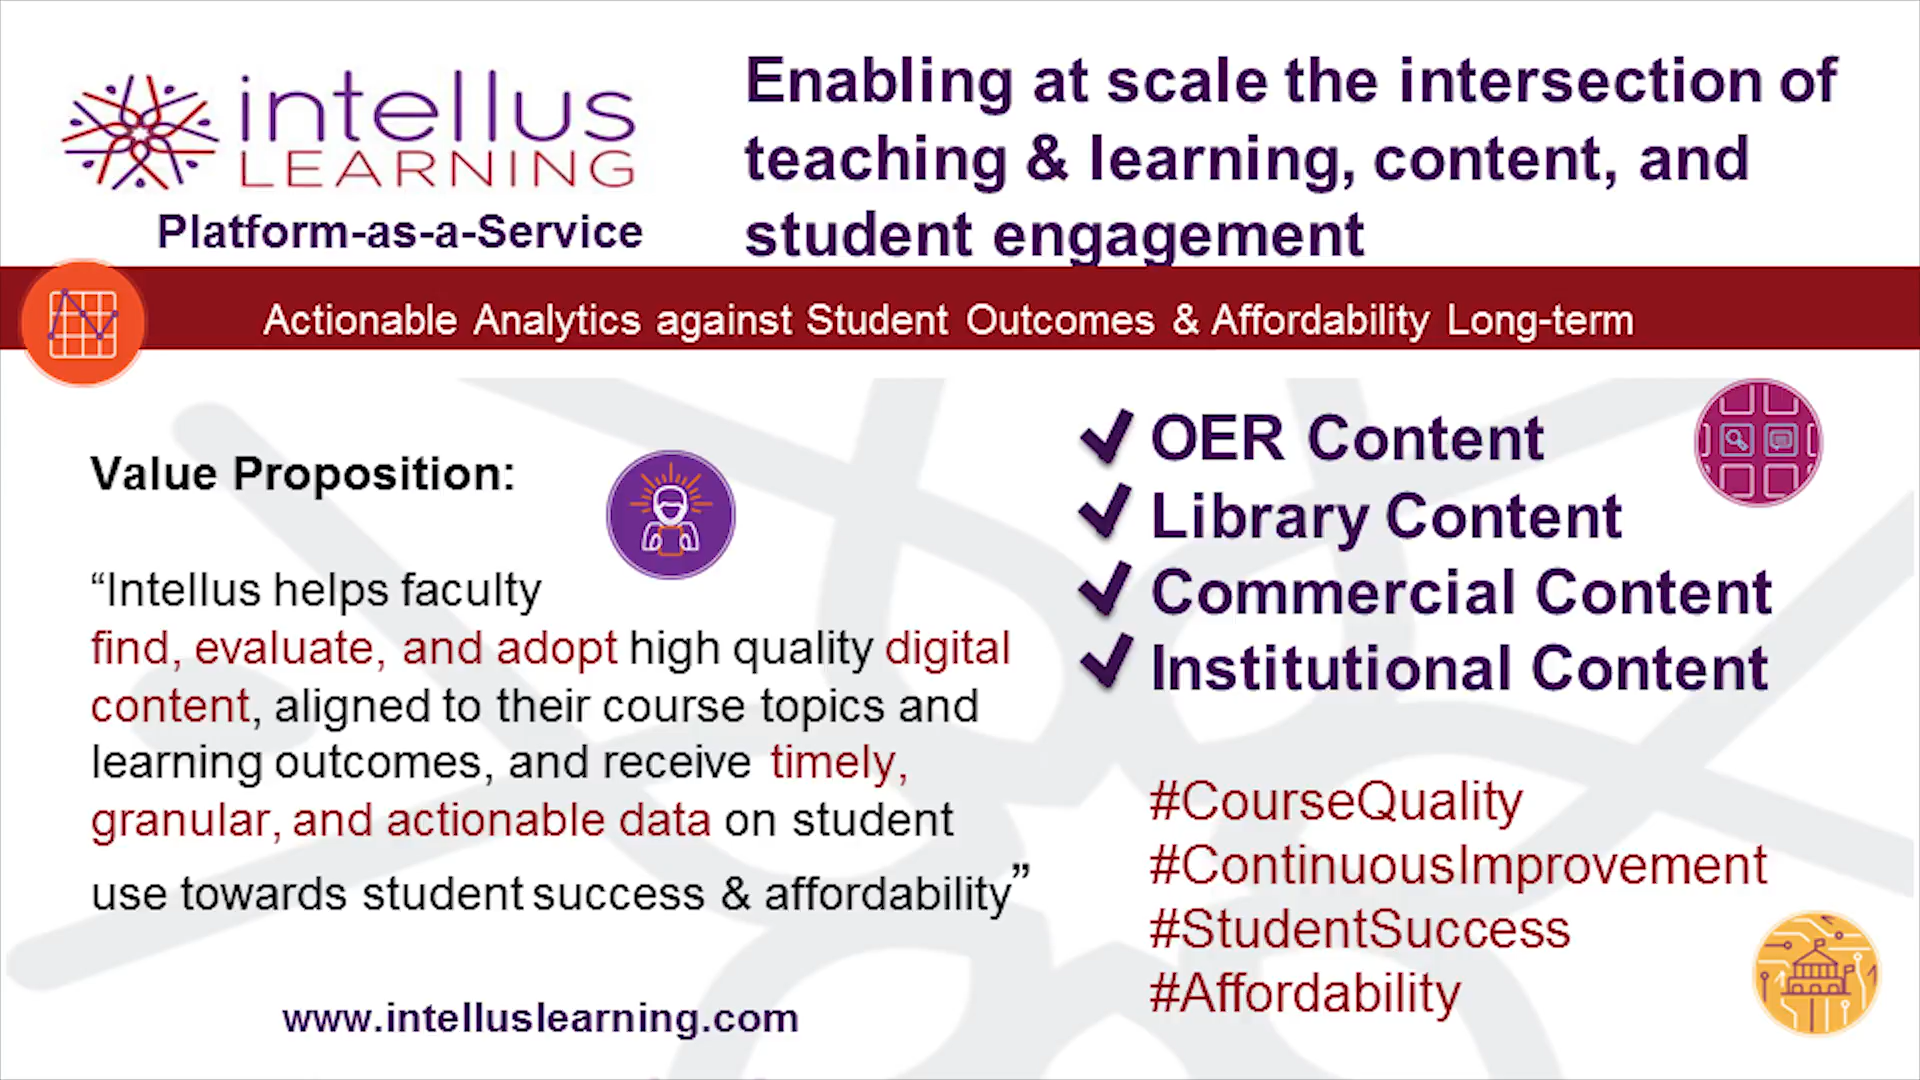 intellus
LEARNING
Platform-as-a-Service
Enabling at scale the intersection of
teaching & learning, content, and
student engagement
Actionable Analytics against Student Outcomes & Affordability Long-term
Value Proposition:
“Intellus helps faculty
find, evaluate, and adopt high quality digital
content, aligned to their course topics and
learning outcomes, and receive timely,
granular, and actionable data on student
use towards student success & affordability”
www.intelluslearning.com
OER Content
Library Content
Commercial Content
Institutional Content
#CourseQuality
#ContinuousImprovement
#StudentSuccess
#Affordability